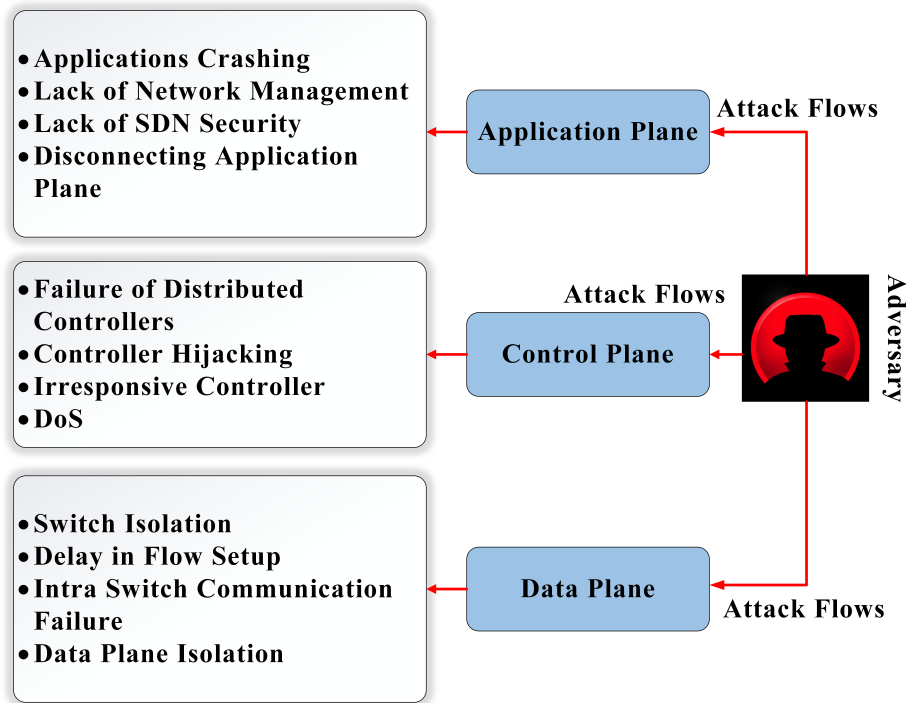 • Applications Crashing
• Lack of Network Management
• Lack of SDN Security
• Disconnecting Application
Plane
Application Plane
Attack Flows
• Failure of Distributed
Controllers
• Controller Hijacking
• Irresponsive Controller
• DoS
Control Plane
Attack Flows
Adversary
• Switch Isolation
• Delay in Flow Setup
• Intra Switch Communication
Failure
• Data Plane Isolation
Data Plane
Attack Flows